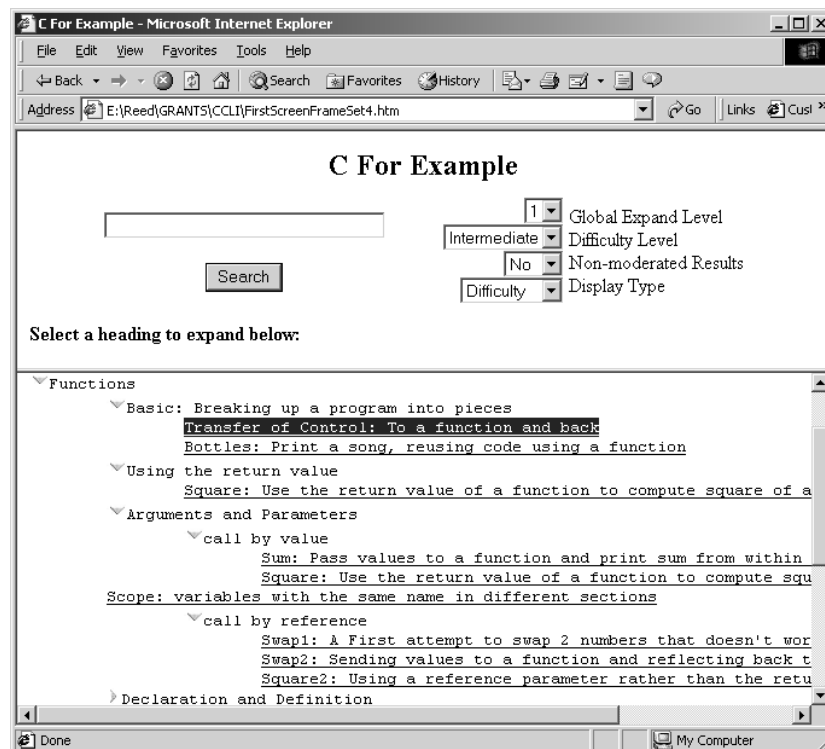 C For Example - Microsoft Internet Explorer
File Edit View Favorites Tools Help
Back Search Favorites History
Address E:\Reed\GRANTS\CCLI\FirstScreenFrameSet4.htm Go Links Cusl »
C For Example
1 Global Expand Level
Intermediate Difficulty Level
No Non-moderated Results
Search
Difficulty Display Type
Select a heading to expand below:
Functions
Basic: Breaking up a program into pieces
Transfer of Control: To a function and back
Bottles: Print a song, reusing code using a function
Using the return value
Square: Use the return value of a function to compute square of a
Arguments and Parameters
call by value
Sum: Pass values to a function and print sum from within
Square: Use the return value of a function to compute squ
Scope: variables with the same name in different sections
call by reference
Swap1: A First attempt to swap 2 numbers that doesn't wor
Swap2: Sending values to a function and reflecting back t
Square2: Using a reference parameter rather than the retu
Declaration and Definition
Done My Computer